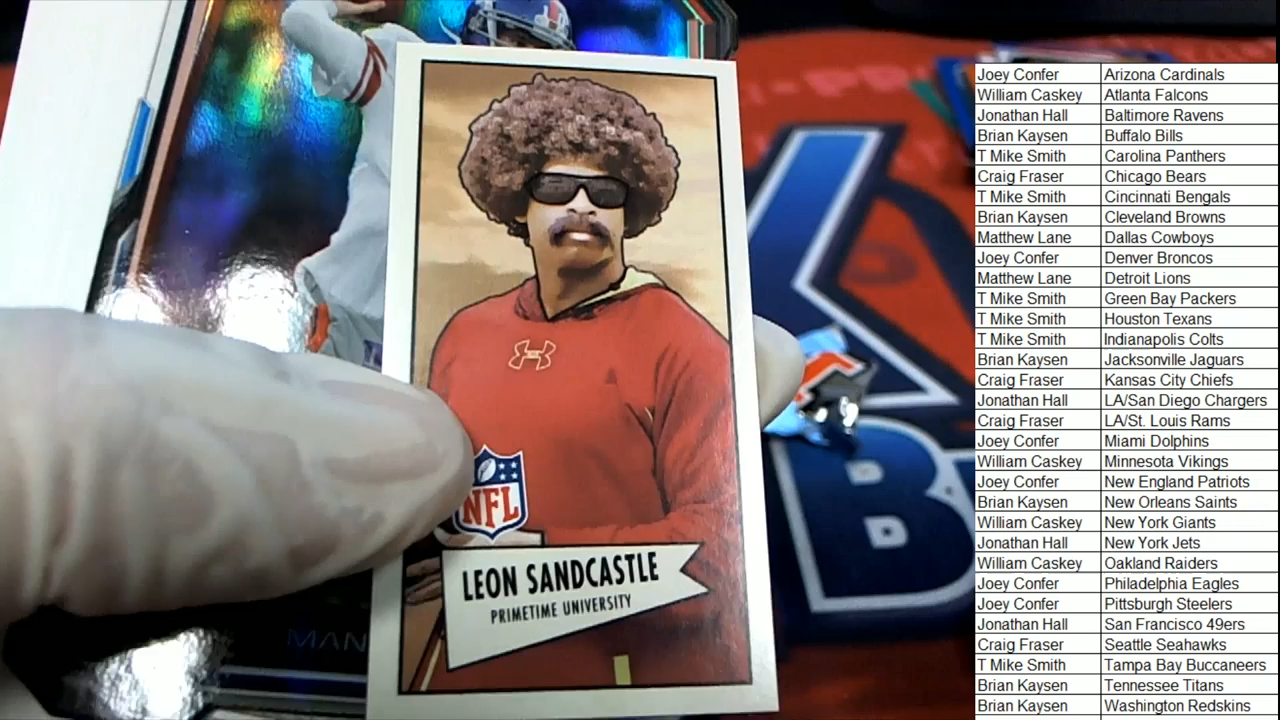 LEON SANDCASTLE
PRIMETIME UNIVERSITY
NFL
MAN
B
Joey Confer Arizona Cardinals
William Caskey Atlanta Falcons
Jonathan Hall Baltimore Ravens
Brian Kaysen Buffalo Bills
T Mike Smith Carolina Panthers
Craig Fraser Chicago Bears
T Mike Smith Cincinnati Bengals
Brian Kaysen Cleveland Browns
Matthew Lane Dallas Cowboys
Joey Confer Denver Broncos
Matthew Lane Detroit Lions
T Mike Smith Green Bay Packers
T Mike Smith Houston Texans
T Mike Smith Indianapolis Colts
Brian Kaysen Jacksonville Jaguars
Craig Fraser Kansas City Chiefs
Jonathan Hall LA/San Diego Chargers
Craig Fraser LA/St. Louis Rams
Joey Confer Miami Dolphins
William Caskey Minnesota Vikings
Joey Confer New England Patriots
Brian Kaysen New Orleans Saints
William Caskey New York Giants
Jonathan Hall New York Jets
William Caskey Oakland Raiders
Joey Confer Philadelphia Eagles
Joey Confer Pittsburgh Steelers
Jonathan Hall San Francisco 49ers
Craig Fraser Seattle Seahawks
T Mike Smith Tampa Bay Buccaneers
Brian Kaysen Tennessee Titans
Brian Kaysen Washington Redskins